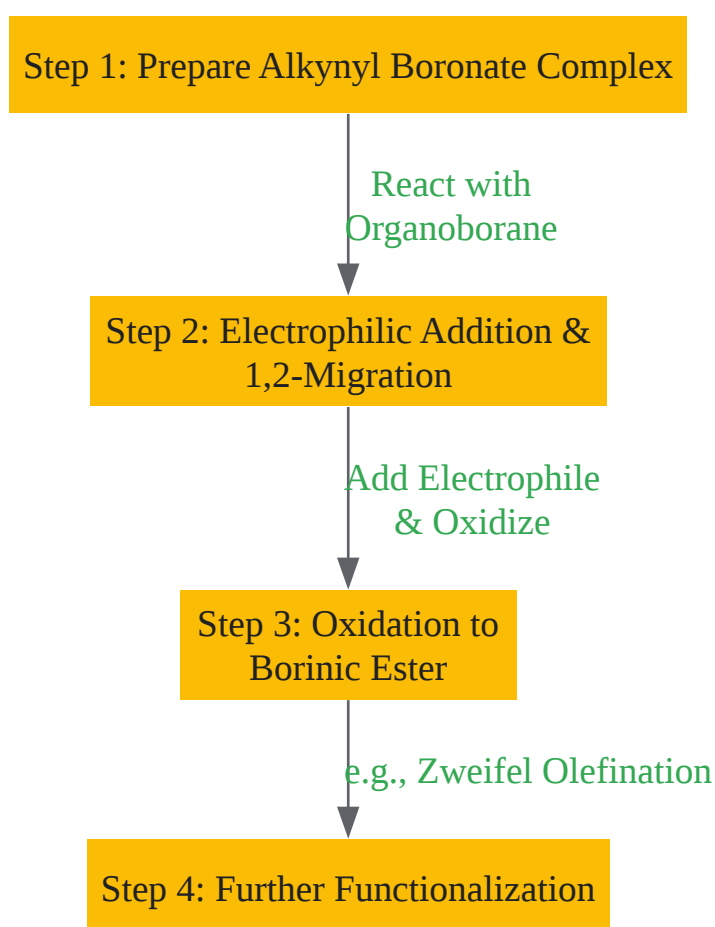 Step 1: Prepare Alkynyl Boronate Complex
React with
Organoborane
Step 2: Electrophilic Addition &
1,2-Migration
Add Electrophile
& Oxidize
Step 3: Oxidation to
Borinic Ester
e.g., Zweifel Olefination
Step 4: Further Functionalization